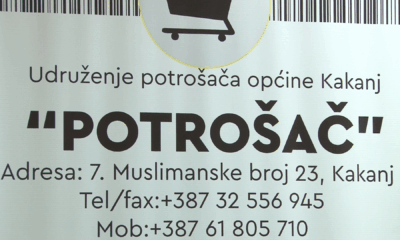 Udruženje potrošača općine Kakanj
“POTROŠAČ”
Adresa: 7. Muslimanske broj 23, Kakanj
Tel/fax:+387 32 556 945
Mob:+387 61 805 710